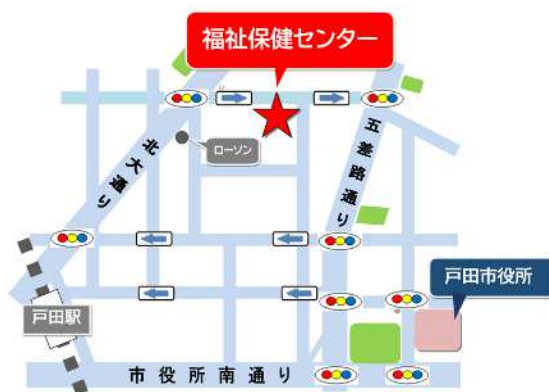 福祉保健センター
ローソン
北大通り
五差路通り
戸田市役所
戸田駅
市役所南通り